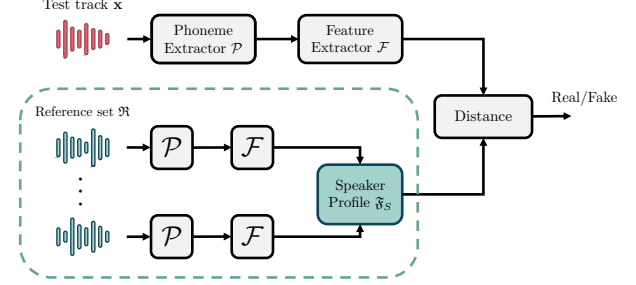 Test track x
Phoneme
Extractor 𝒫
Feature
Extractor ℱ
Real/Fake
Distance
Reference set ℜ
𝒫
ℱ
Speaker
Profile 𝔉_S
𝒫
ℱ